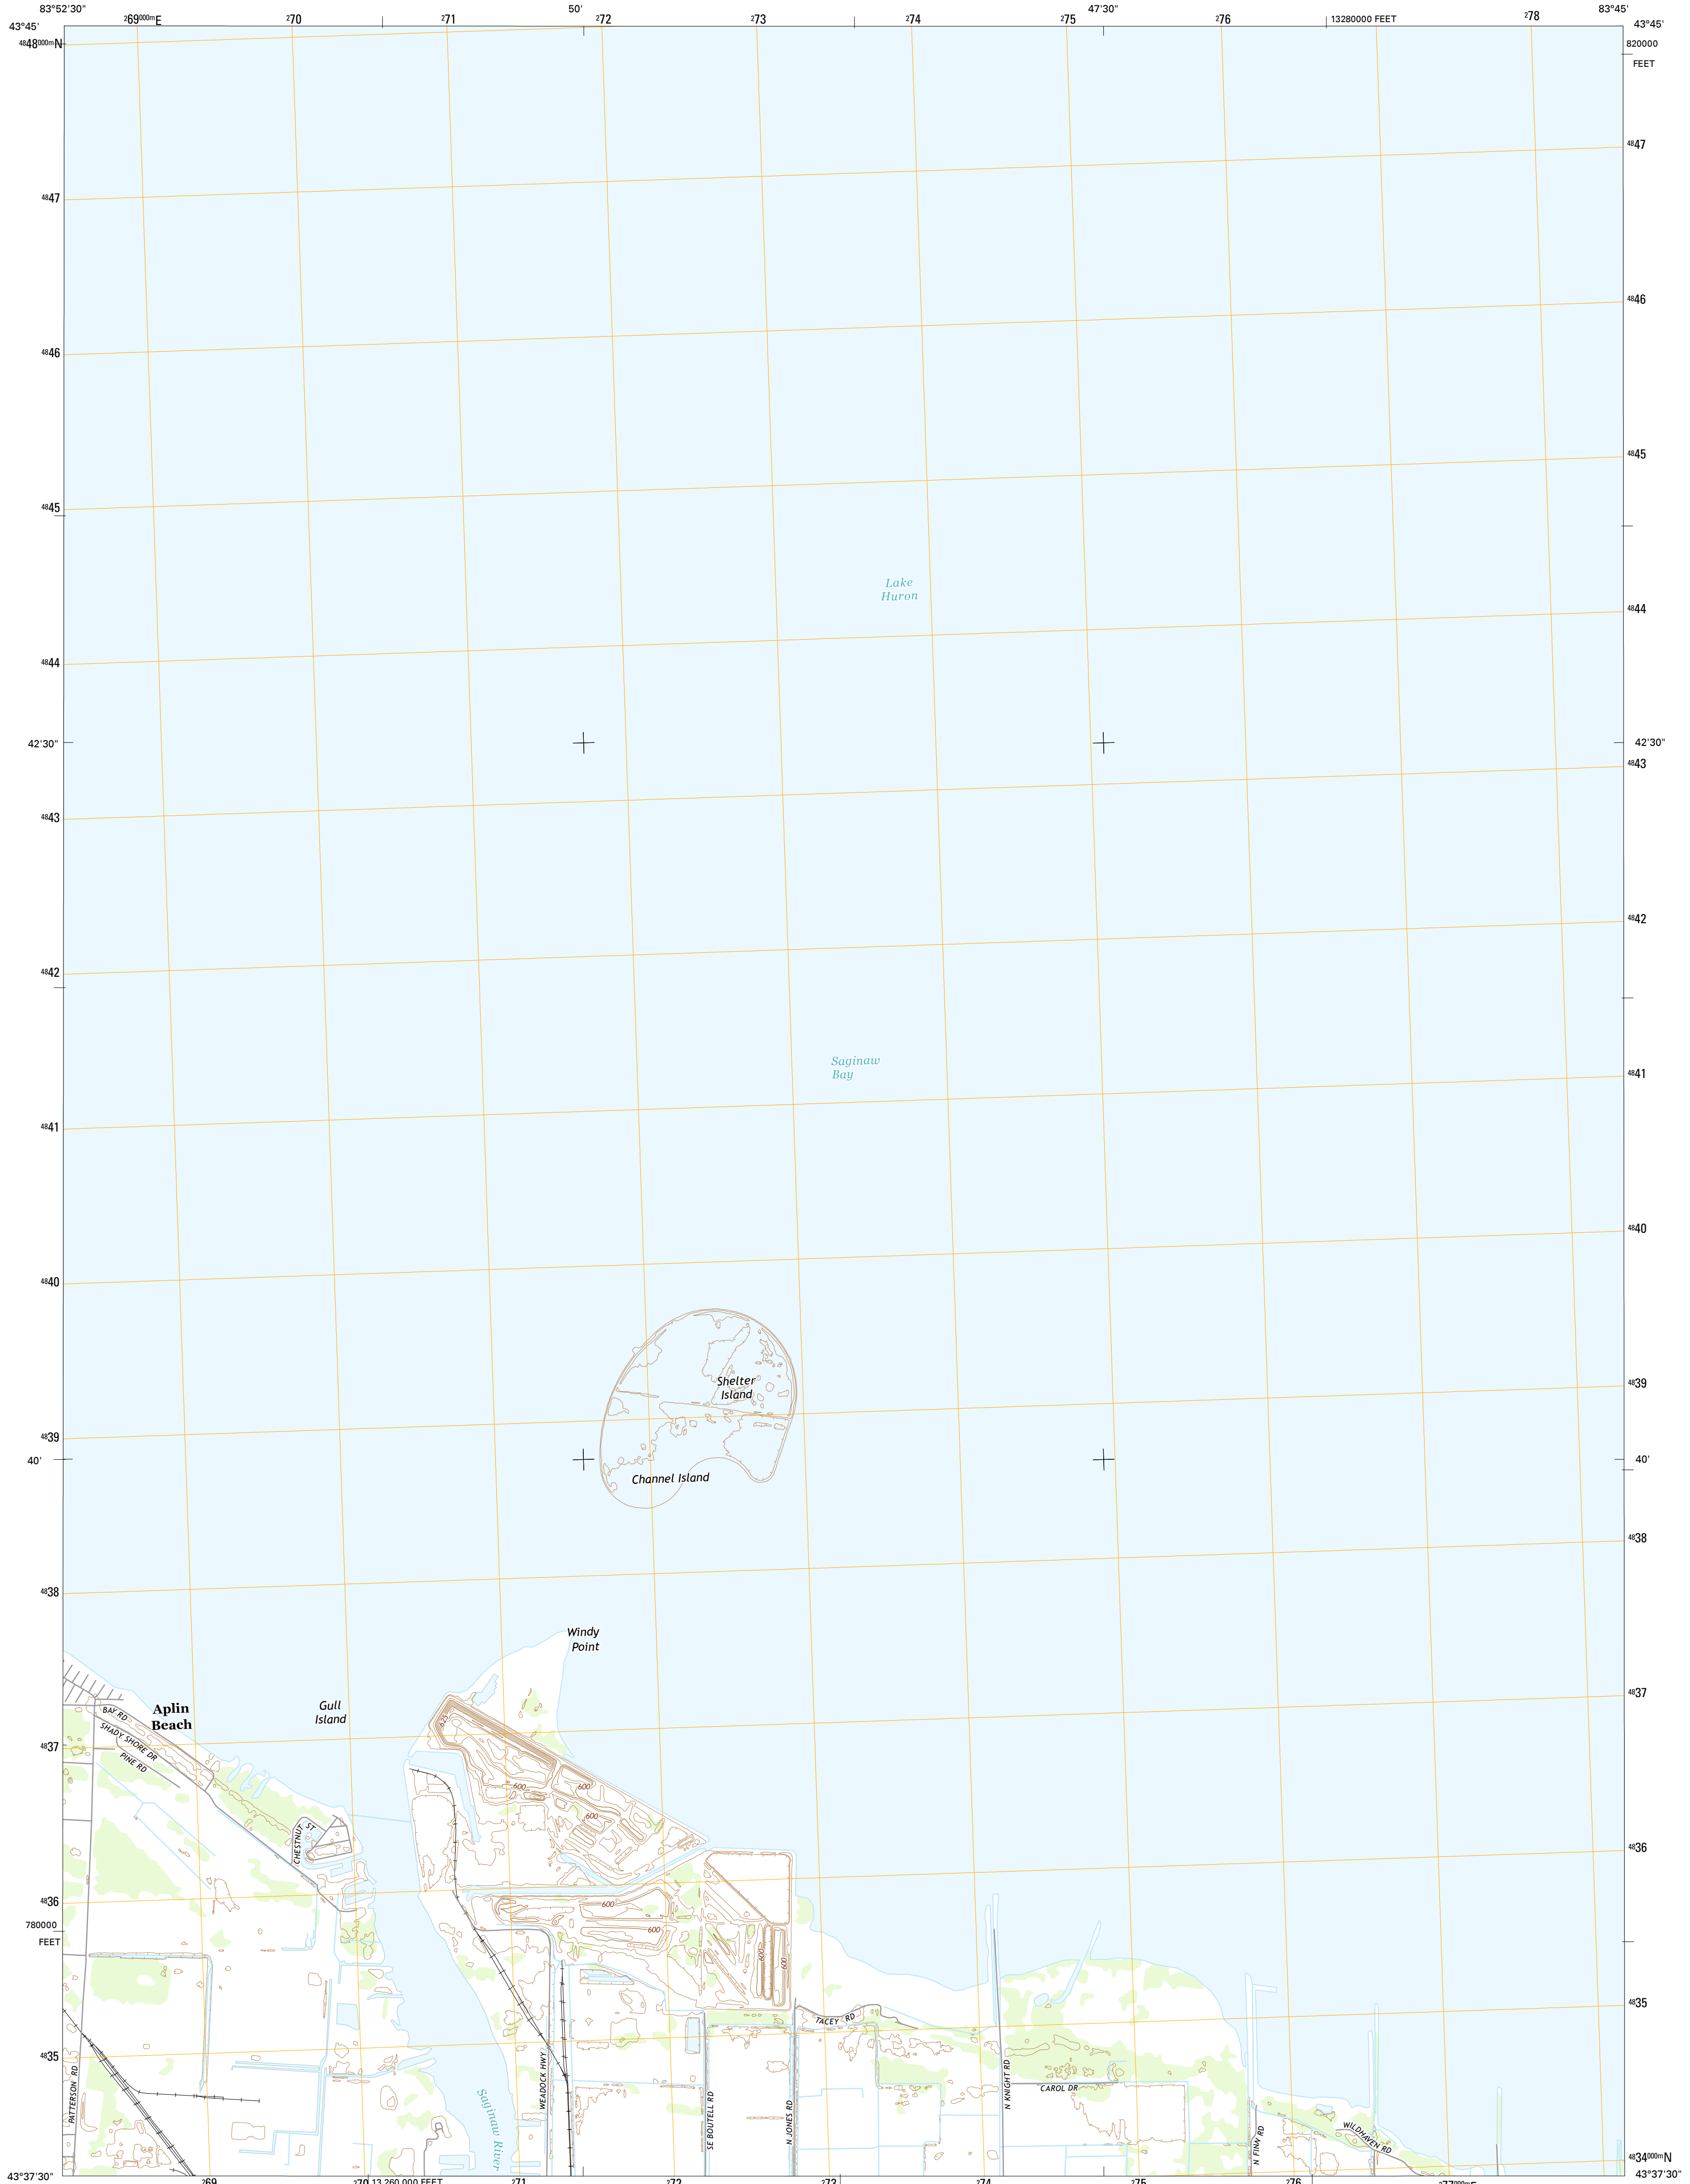 83°52'30" 269000mE 270 271 50' 272 273 274 275 47'30" 276 13280000 FEET 278 83°45'
43°45' 43°45'
4848000mN 820000
FEET
4847
4847
4846
4846
4845
4845
Lake
Huron
4844
4844
42'30" 42'30"
4843
4843
4842
4842
Saginaw
Bay
4841
4841
4840
4840
Shelter
Island
4839
4839
40' 40'
Channel Island
4838
4838
Windy
Point
4837
Aplin
Beach
Gull
Island
BAY RD
SHADY SHORE DR
PINE RD
625
4837
600
600
600
CHESTNUT ST
4836
4836
600
600
600
600
780000
FEET
4835
TACEY RD
4835
PATTERSON RD
Saginaw River
WEADOCK HWY
SE BOUTELL RD
N JONES RD
N KNIGHT RD
CAROL DR
N FINN RD
WILDHAVEN RD
4834000mN
43°37'30" 43°37'30"
269 270 13 260 000 FEET 271 272 273 274 275 276 277000mE